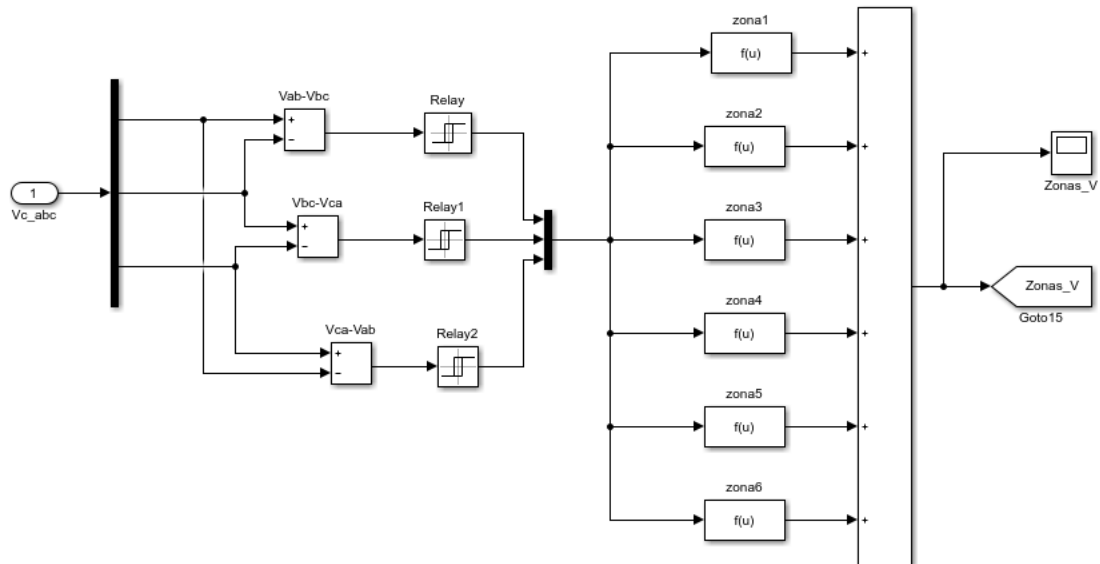 zona1
f(u)
+
Vab-Vbc
+
−
Relay
zona2
f(u)
+
Zonas_V
1
Vc_abc
Vbc-Vca
+
−
Relay1
zona3
f(u)
+
Zonas_V
Goto15
Vca-Vab
+
−
Relay2
zona4
f(u)
+
zona5
f(u)
+
zona6
f(u)
+